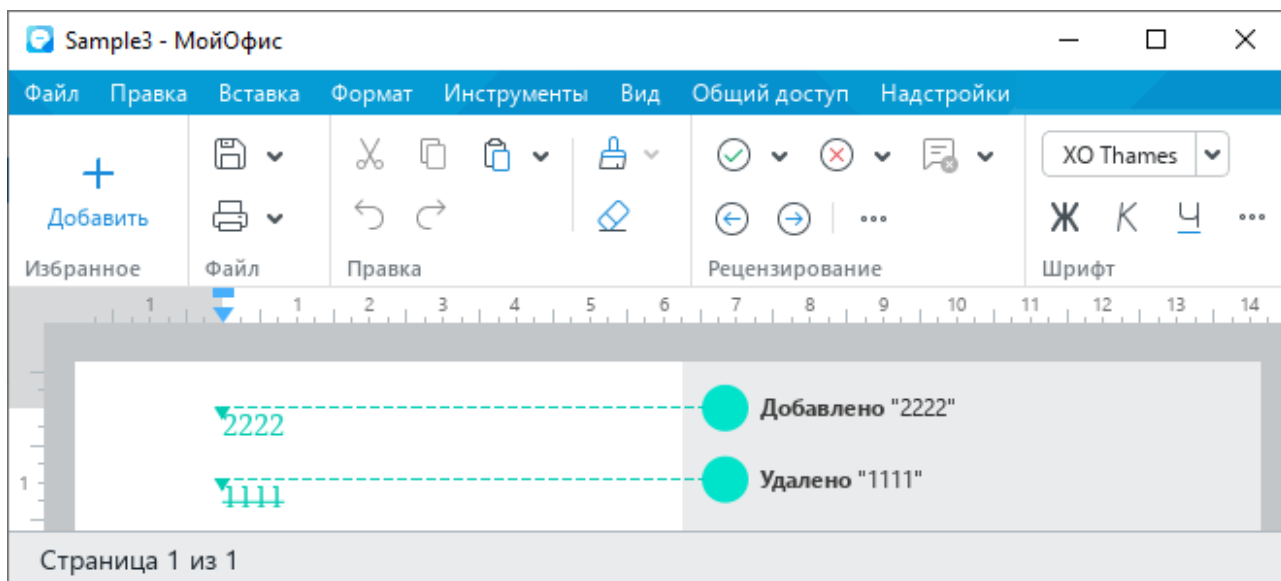 Sample3 - МойОфис
Файл Правка Вставка Формат Инструменты Вид Общий доступ Надстройки
XO Thames
Добавить
Ж К Ч
Избранное Файл Правка Рецензирование Шрифт
1 1 2 3 4 5 6 7 8 9 10 11 12 13 14
2222 Добавлено "2222"
1 1111 Удалено "1111"
Страница 1 из 1